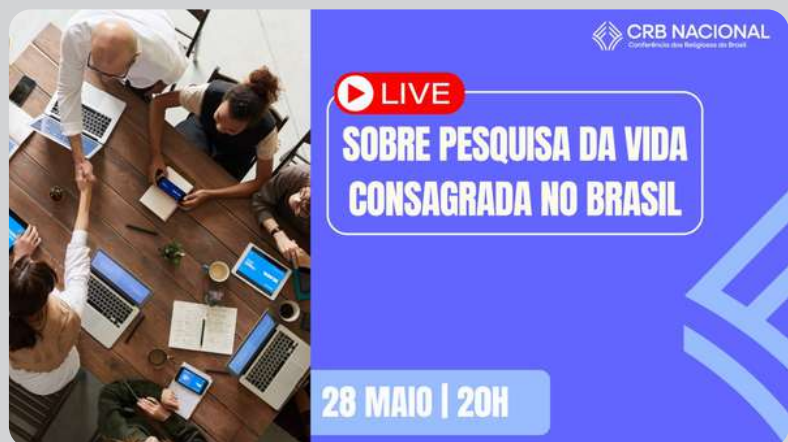 CRB NACIONAL
Conferência dos Religiosos do Brasil
LIVE
SOBRE PESQUISA DA VIDA
CONSAGRADA NO BRASIL
28 MAIO | 20H